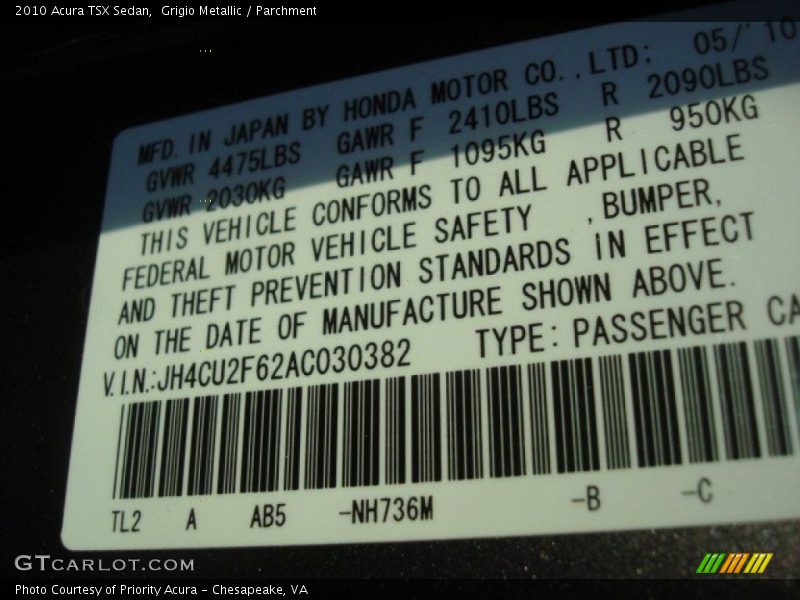 2010 Acura TSX Sedan,  Grigio Metallic / Parchment
MFD. IN JAPAN BY HONDA MOTOR CO.,LTD; 05/'10
GVWR 4475LBS GAWR F 2410LBS R 2090LBS
GVWR 2030KG GAWR F 1095KG R 950KG
THIS VEHICLE CONFORMS TO ALL APPLICABLE
FEDERAL MOTOR VEHICLE SAFETY ,BUMPER,
AND THEFT PREVENTION STANDARDS IN EFFECT
ON THE DATE OF MANUFACTURE SHOWN ABOVE.
V.I.N.:JH4CU2F62AC030382 TYPE: PASSENGER CA
TL2 A AB5 -NH736M -B -C
GTCARLOT.COM
Photo Courtesy of Priority Acura – Chesapeake, VA